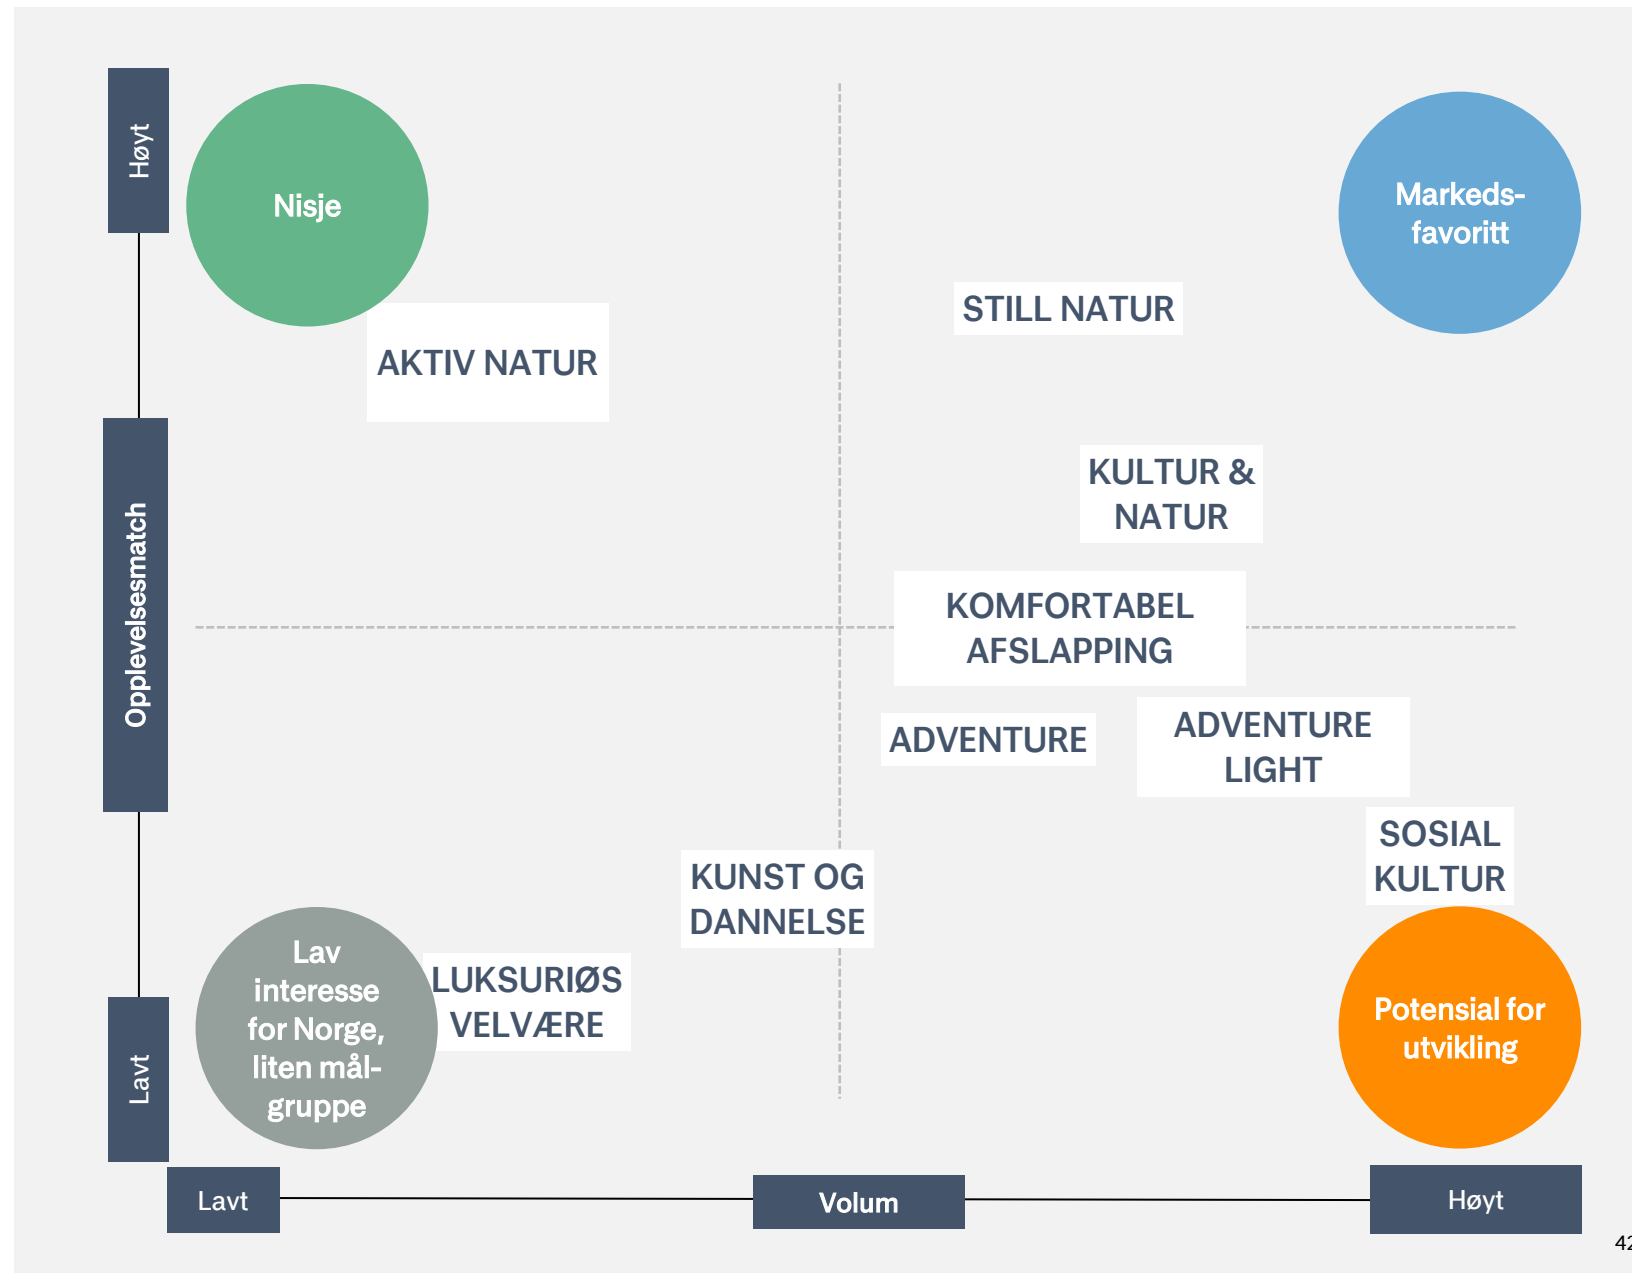 Høyt
Nisje
Markeds-
favoritt
STILL NATUR
AKTIV NATUR
KULTUR &
NATUR
Opplevelsesmatch
KOMFORTABEL
AFSLAPPING
ADVENTURE
ADVENTURE
LIGHT
SOSIAL
KULTUR
KUNST OG
DANNELSE
Lav
interesse
for Norge,
liten mål-
gruppe
LUKSURIØS
VELVÆRE
Potensial for
utvikling
Lavt
Lavt
Volum
Høyt
42